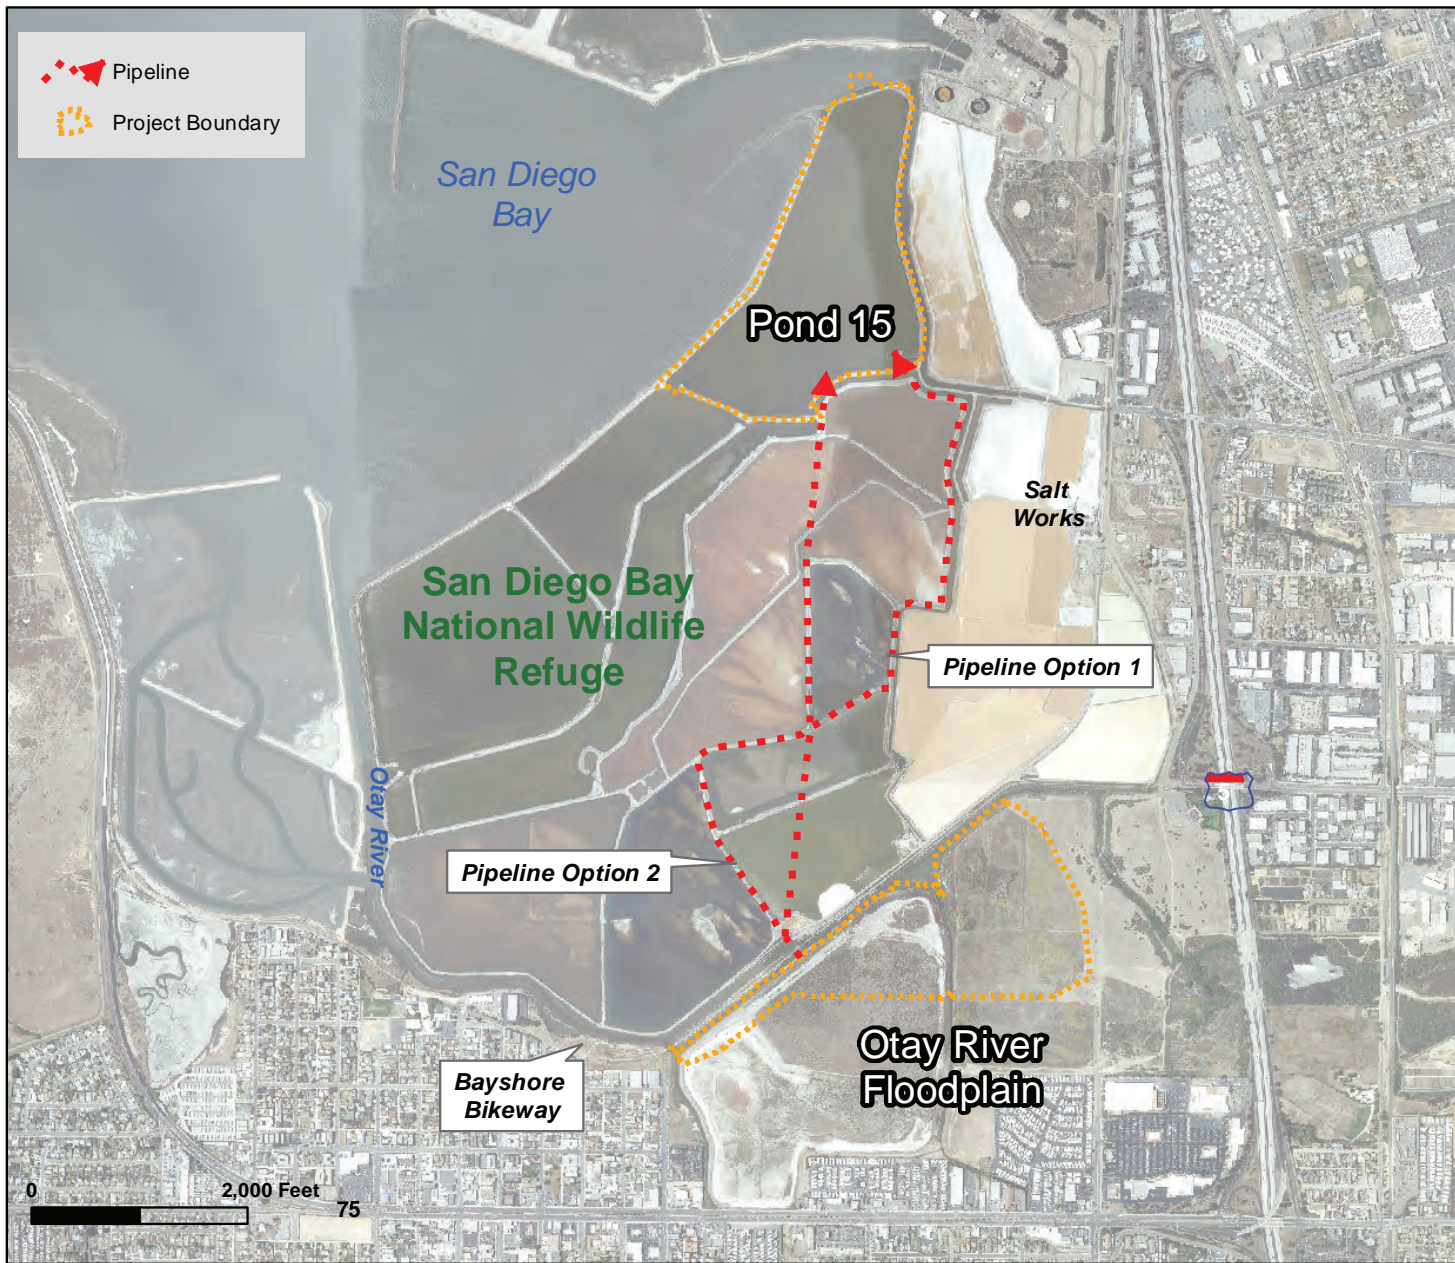 Pipeline
Project Boundary
San Diego
Bay
Pond 15
Salt
Works
San Diego Bay
National Wildlife
Refuge
Pipeline Option 1
Otay River
Pipeline Option 2
Otay River
Floodplain
Bayshore
Bikeway
0
2,000 Feet
75